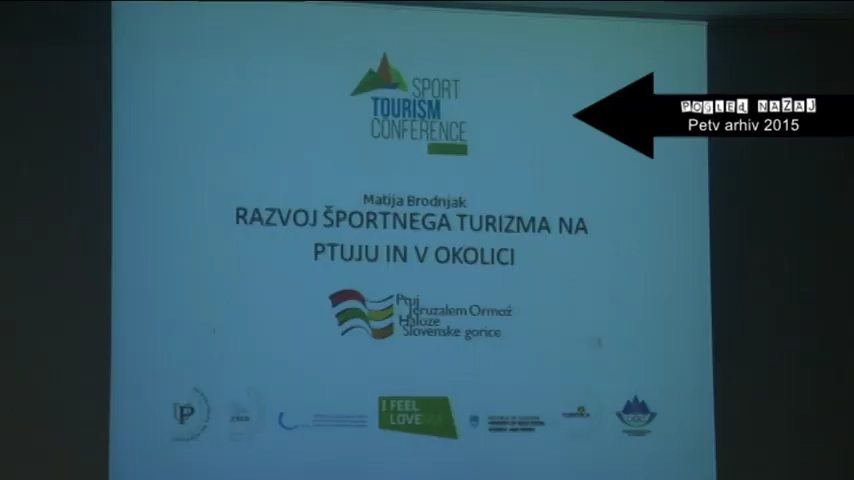 SPORT
TOURISM
CONFERENCE
POGLEd NAZAJ
Petv arhiv 2015
Matija Brodnjak
RAZVOJ ŠPORTNEGA TURIZMA NA
PTUJU IN V OKOLICI
Ptuj
Jeruzalem Ormož
Haloze
Slovenske gorice
I FEEL
LOVE